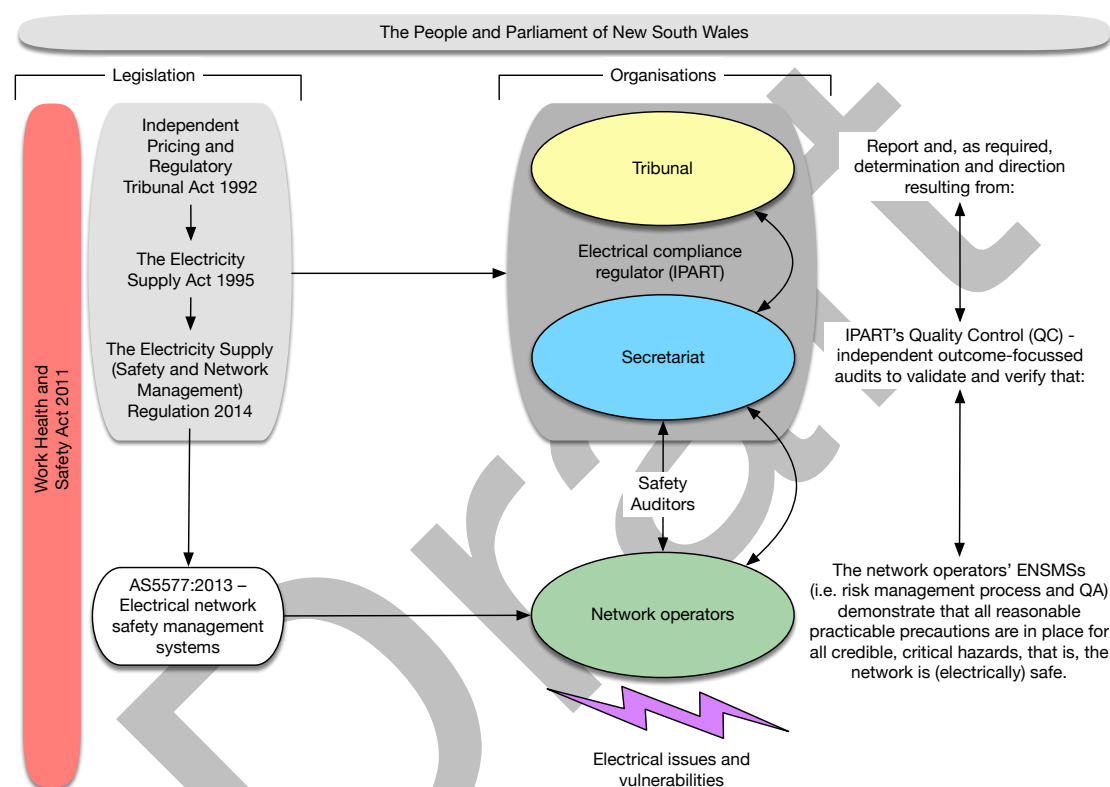 The People and Parliament of New South Wales
Legislation
Organisations
Work Health and
Safety Act 2011
Independent
Pricing and
Regulatory
Tribunal Act 1992
The Electricity
Supply Act 1995
The Electricity Supply
(Safety and Network
Management)
Regulation 2014
AS5577:2013 –
Electrical network
safety management
systems
Tribunal
Electrical compliance
regulator (IPART)
Secretariat
Safety
Auditors
Network operators
Electrical issues and
vulnerabilities
Report and, as required,
determination and direction
resulting from:
IPART’s Quality Control (QC) -
independent outcome-focussed
audits to validate and verify that:
The network operators’ ENSMSs
(i.e. risk management process and QA)
demonstrate that all reasonable
practicable precautions are in place for
all credible, critical hazards, that is, the
network is (electrically) safe.
Draft